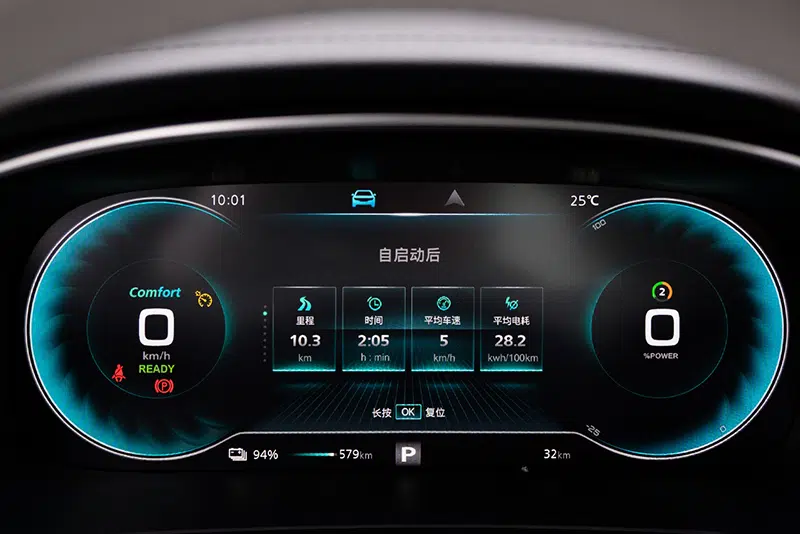 10:01
25℃
100
自启动后
Comfort
0
km/h
READY
P
里程
10.3
km
时间
2:05
h : min
平均车速
5
km/h
平均电耗
28.2
kwh/100km
2
0
%POWER
长按 OK 复位
-25
0
94%
579km
P
32km